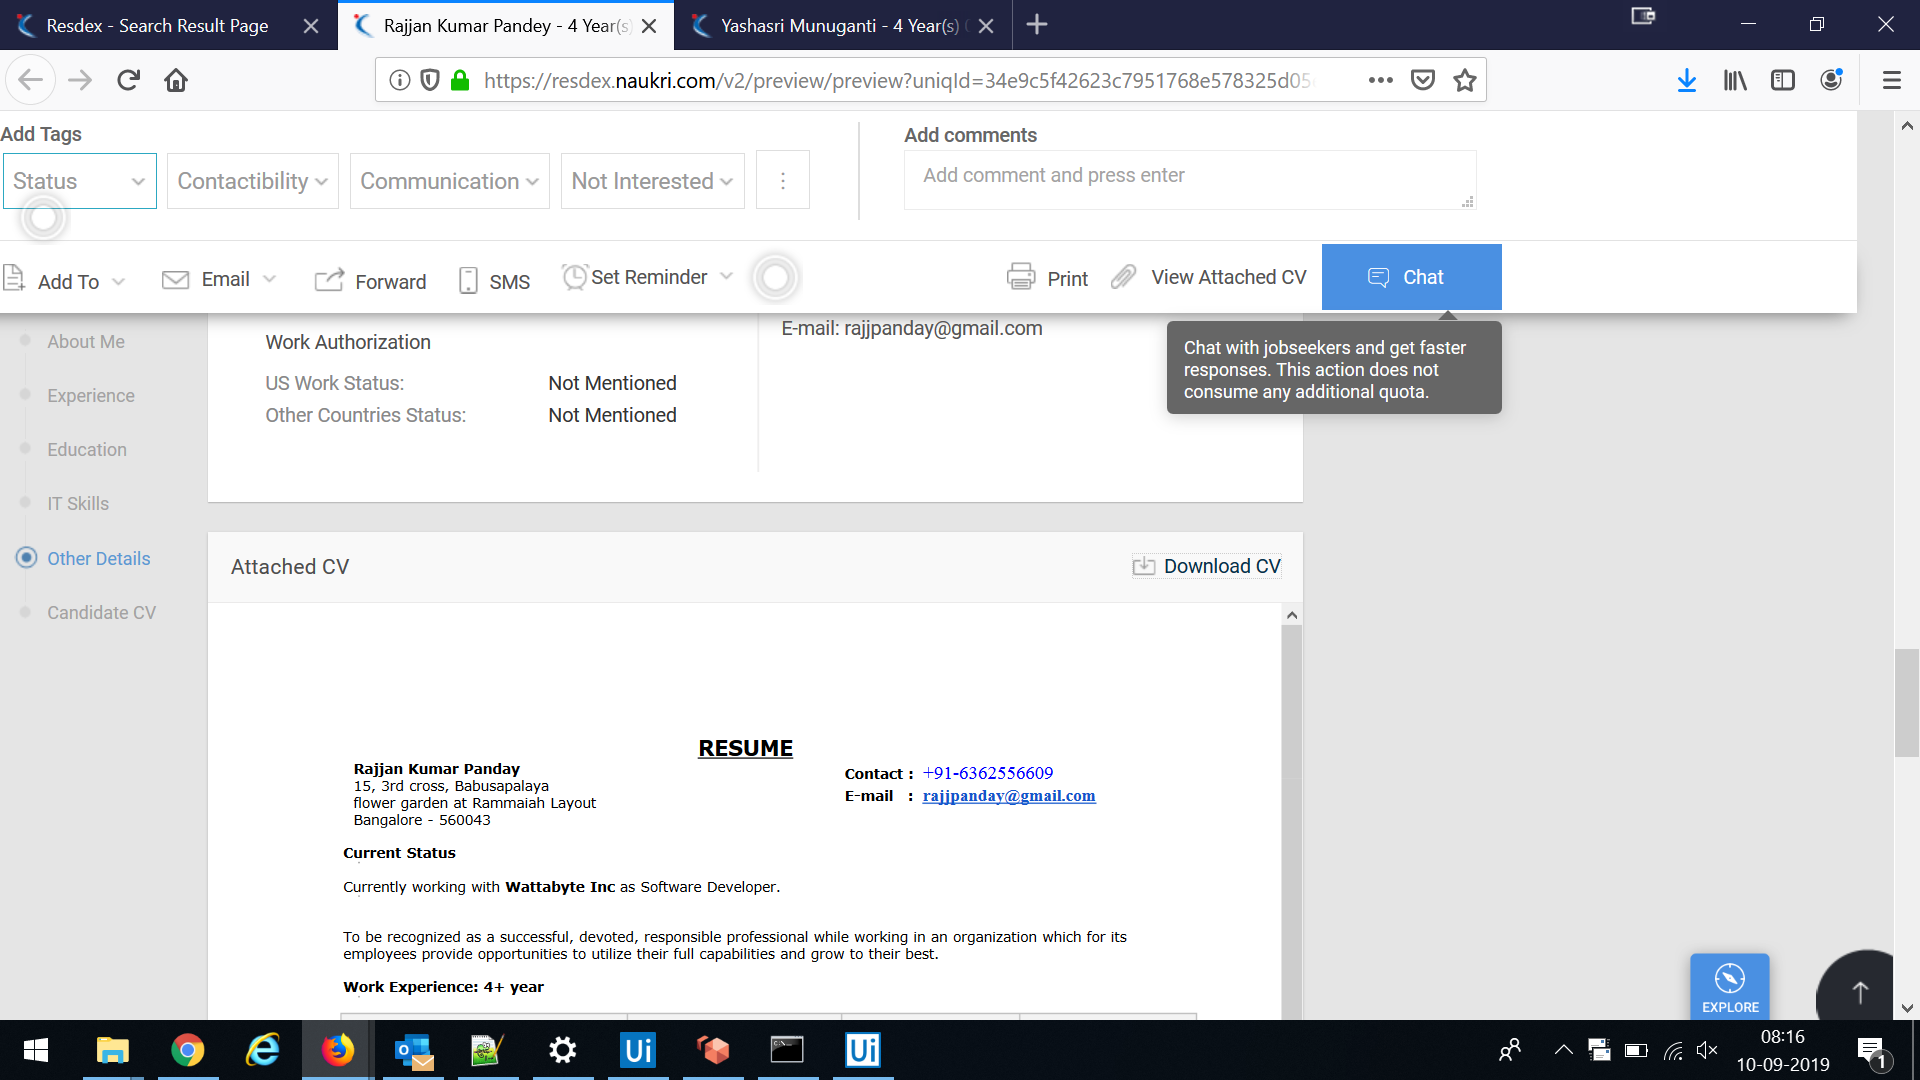 Resdex - Search Result Page
Rajjan Kumar Pandey - 4 Year(s)
Yashasri Munuganti - 4 Year(s)
https://resdex.naukri.com/v2/preview/preview?uniqId=34e9c5f42623c7951768e578325d05
Add Tags
Add comments
Status
Contactibility
Communication
Not Interested
Add comment and press enter
Add To
Email
Forward
SMS
Set Reminder
Print
View Attached CV
Chat
Chat with jobseekers and get faster
responses. This action does not
consume any additional quota.
About Me
Experience
Education
IT Skills
Other Details
Candidate CV
E-mail: rajjpanday@gmail.com
Work Authorization
US Work Status: Not Mentioned
Other Countries Status: Not Mentioned
Attached CV
Download CV
RESUME
Rajjan Kumar Panday
15, 3rd cross, Babusapalaya
flower garden at Rammaiah Layout
Bangalore - 560043
Contact : +91-6362556609
E-mail : rajjpanday@gmail.com
Current Status
Currently working with Wattabyte Inc as Software Developer.
To be recognized as a successful, devoted, responsible professional while working in an organization which for its
employees provide opportunities to utilize their full capabilities and grow to their best.
Work Experience: 4+ year
EXPLORE
Ui
Ui
08:16
10-09-2019
1